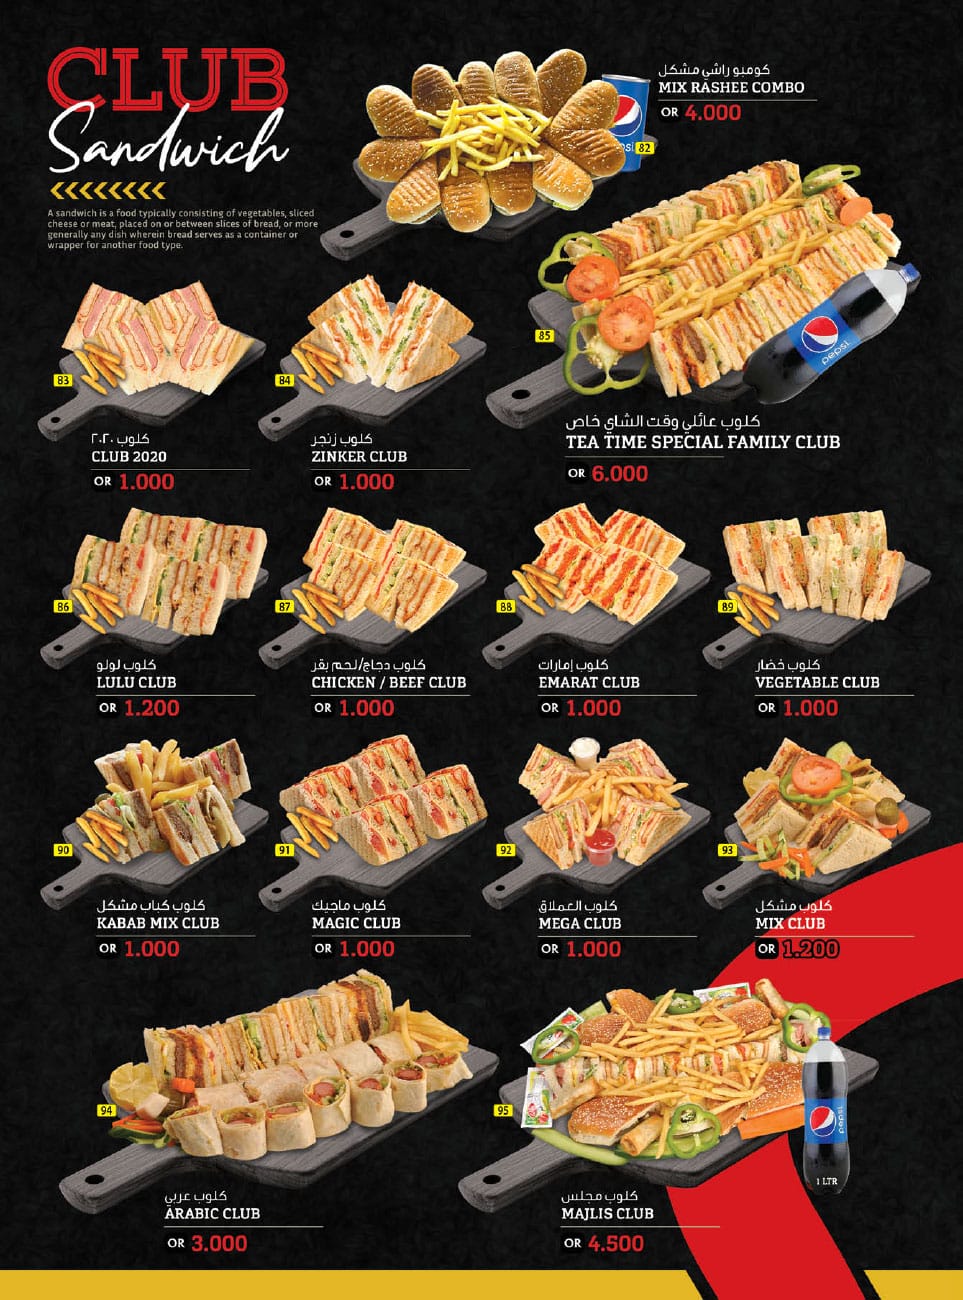 CLUB
Sandwich
A sandwich is a food typically consisting of vegetables, sliced
cheese or meat, placed on or between slices of bread, or more
generally any dish wherein bread serves as a container or
wrapper for another food type.
كومبو راشي مشكل
MIX RASHEE COMBO
OR 4.000
pepsi
82
85
pepsi
كلوب عائلي وقت الشاي خاص
TEA TIME SPECIAL FAMILY CLUB
OR 6.000
83
كلوب ٢٠٢٠
CLUB 2020
OR 1.000
84
كلوب زنجر
ZINKER CLUB
OR 1.000
86
كلوب لولو
LULU CLUB
OR 1.200
87
كلوب دجاج/لحم بقر
CHICKEN / BEEF CLUB
OR 1.000
88
كلوب إمارات
EMARAT CLUB
OR 1.000
89
كلوب خضار
VEGETABLE CLUB
OR 1.000
90
كلوب كباب مشكل
KABAB MIX CLUB
OR 1.000
91
كلوب ماجيك
MAGIC CLUB
OR 1.000
92
كلوب العملاق
MEGA CLUB
OR 1.000
93
كلوب مشكل
MIX CLUB
OR 1.200
94
كلوب عربي
ARABIC CLUB
OR 3.000
95
pepsi
1 LTR
كلوب مجلس
MAJLIS CLUB
OR 4.500